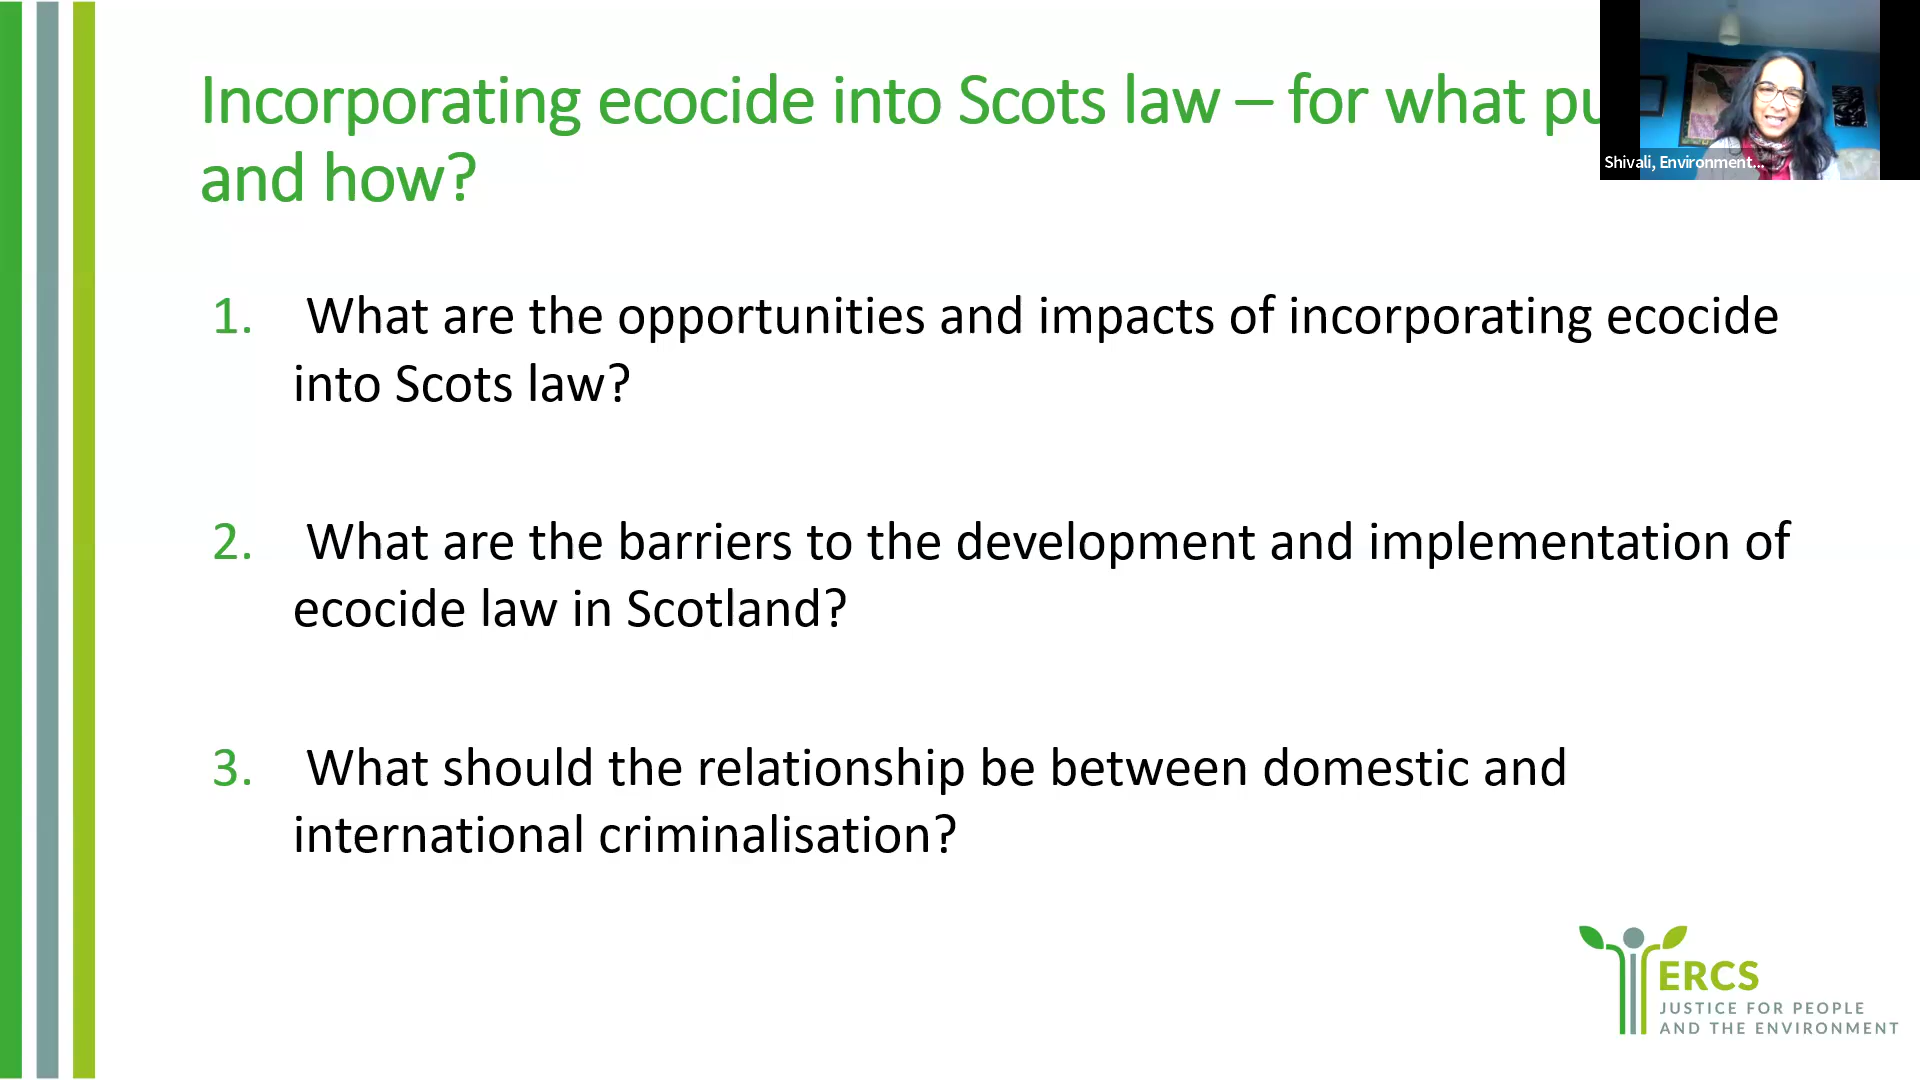 Incorporating ecocide into Scots law – for what pu
and how?
Shivali, Environment...
1. What are the opportunities and impacts of incorporating ecocide
into Scots law?
2. What are the barriers to the development and implementation of
ecocide law in Scotland?
3. What should the relationship be between domestic and
international criminalisation?
ERCS
JUSTICE FOR PEOPLE
AND THE ENVIRONMENT